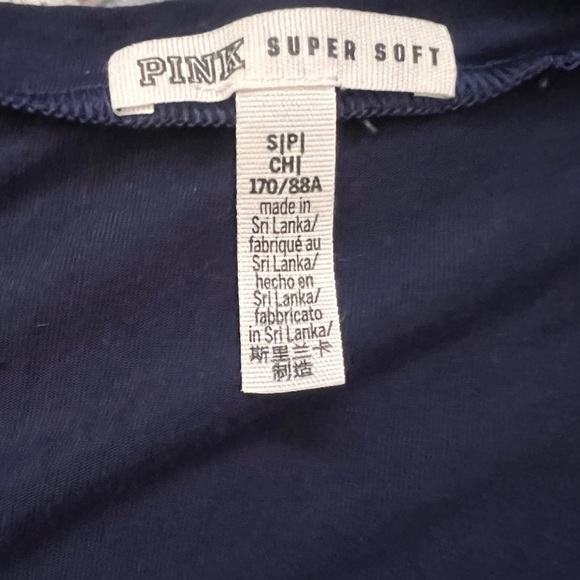 PINK SUPER SOFT
S|P|
CH|
170/88A
made in
Sri Lanka/
fabriqué au
Sri Lanka/
hecho en
Sri Lanka/
fabbricato
in Sri Lanka/
斯里兰卡
制造